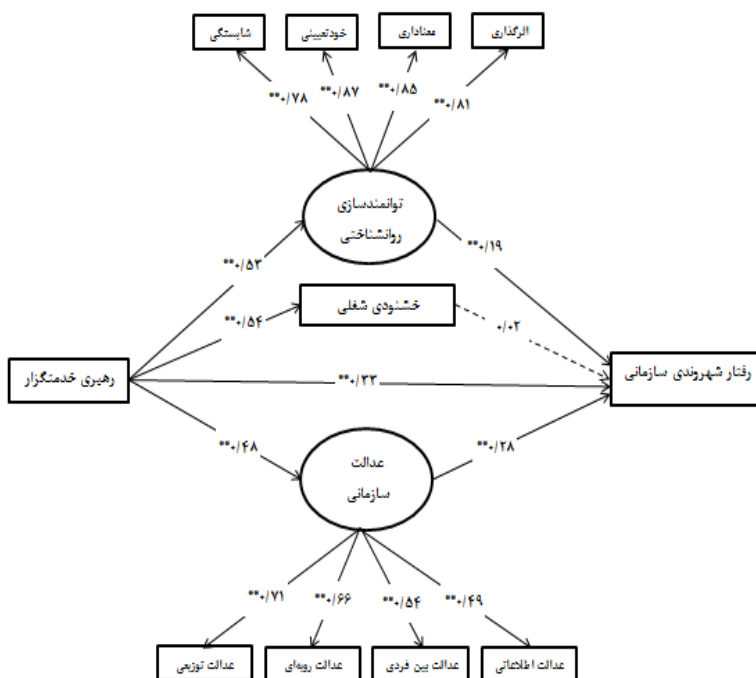 اثرگذاری
معناداری
خودتعیینی
شایستگی
**۰/۸۱
**۰/۸۵
**۰/۸۷
**۰/۷۸
توانمندسازی
روانشناختی
**۰/۱۹
**۰/۵۳
خشنودی شغلی
**۰/۵۴
۰/۰۲
رهبری خدمتگزار
**۰/۳۳
رفتار شهروندی سازمانی
**۰/۴۸
**۰/۲۸
عدالت
سازمانی
**۰/۴۹
**۰/۵۴
**۰/۶۶
**۰/۷۱
عدالت اطلاعاتی
عدالت بین فردی
عدالت رویه‌ای
عدالت توزیعی